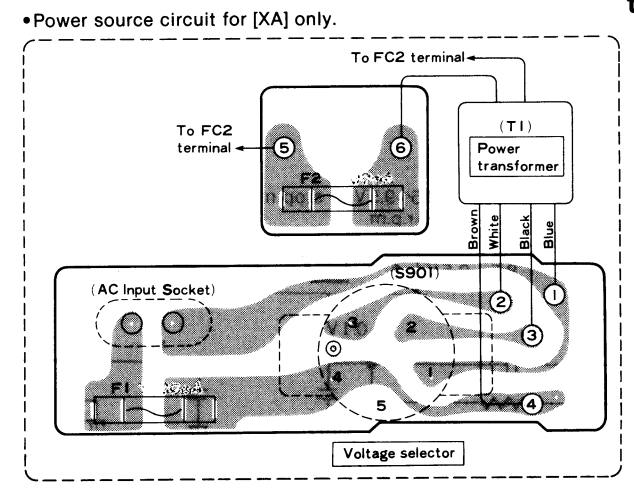 •Power source circuit for [XA] only.
To FC2 terminal
(T1)
Power
transformer
To FC2
terminal
5
6
F2
Brown
White
Black
Blue
(AC Input Socket)
(S901)
1
2
3
3
2
4
1
F1
5
4
Voltage selector